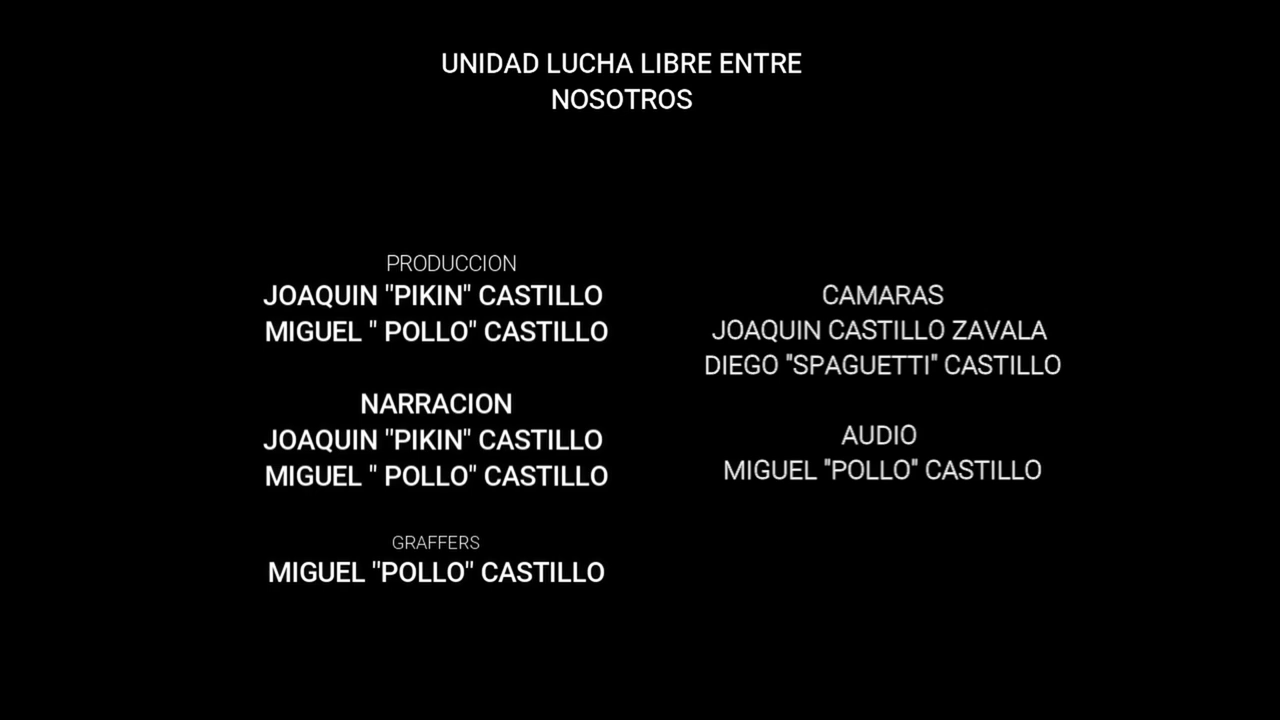 UNIDAD LUCHA LIBRE ENTRE
NOSOTROS
PRODUCCION
JOAQUIN "PIKIN" CASTILLO
MIGUEL " POLLO" CASTILLO
NARRACION
JOAQUIN "PIKIN" CASTILLO
MIGUEL " POLLO" CASTILLO
GRAFFERS
MIGUEL "POLLO" CASTILLO
CAMARAS
JOAQUIN CASTILLO ZAVALA
DIEGO "SPAGUETTI" CASTILLO
AUDIO
MIGUEL "POLLO" CASTILLO